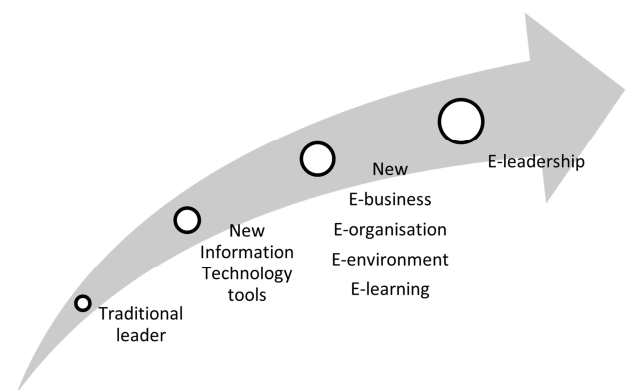 Traditional
leader
New
Information
Technology
tools
New
E-business
E-organisation
E-environment
E-learning
E-leadership